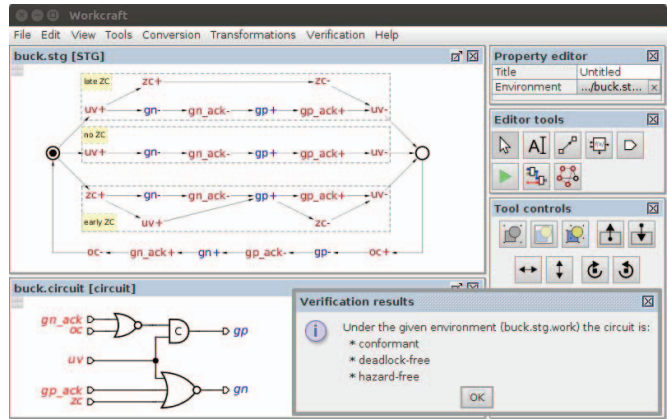 Workcraft
File Edit View Tools Conversion Transformations Verification Help
buck.stg [STG]
late ZC
zc+ zc-
uv+ gn- gn_ack- gp+ gp_ack+ uv-
no ZC
uv+ gn- gn_ack- gp+ gp_ack+ uv-
zc+ gn- gn_ack- gp+ gp_ack+ uv-
early ZC
uv+ zc-
oc- gn_ack+ gn+ gp_ack- gp- oc+
Property editor
Title Untitled
Environment .../buck.st... ×
Editor tools
Tool controls
buck.circuit [circuit]
gn_ack
oc
C
gp
uv
gp_ack
zc
gn
Verification results
Under the given environment (buck.stg.work) the circuit is:
* conformant
* deadlock-free
* hazard-free
OK